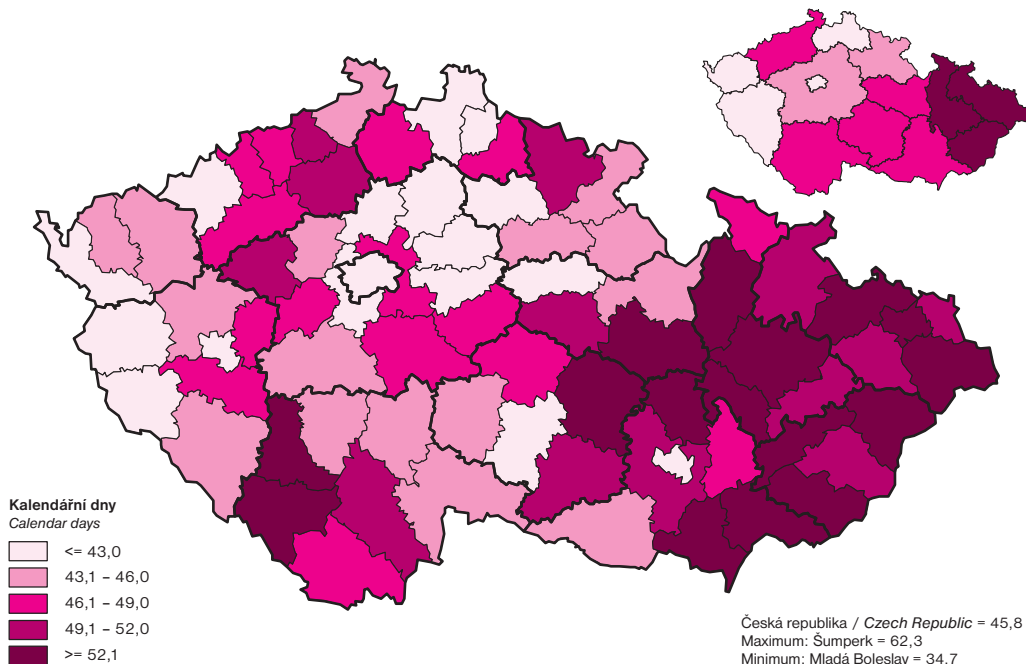 Kalendářní dny
Calendar days
<= 43,0
43,1 – 46,0
46,1 – 49,0
49,1 – 52,0
>= 52,1
Česká republika / Czech Republic = 45,8
Maximum: Šumperk = 62,3
Minimum: Mladá Boleslav = 34,7